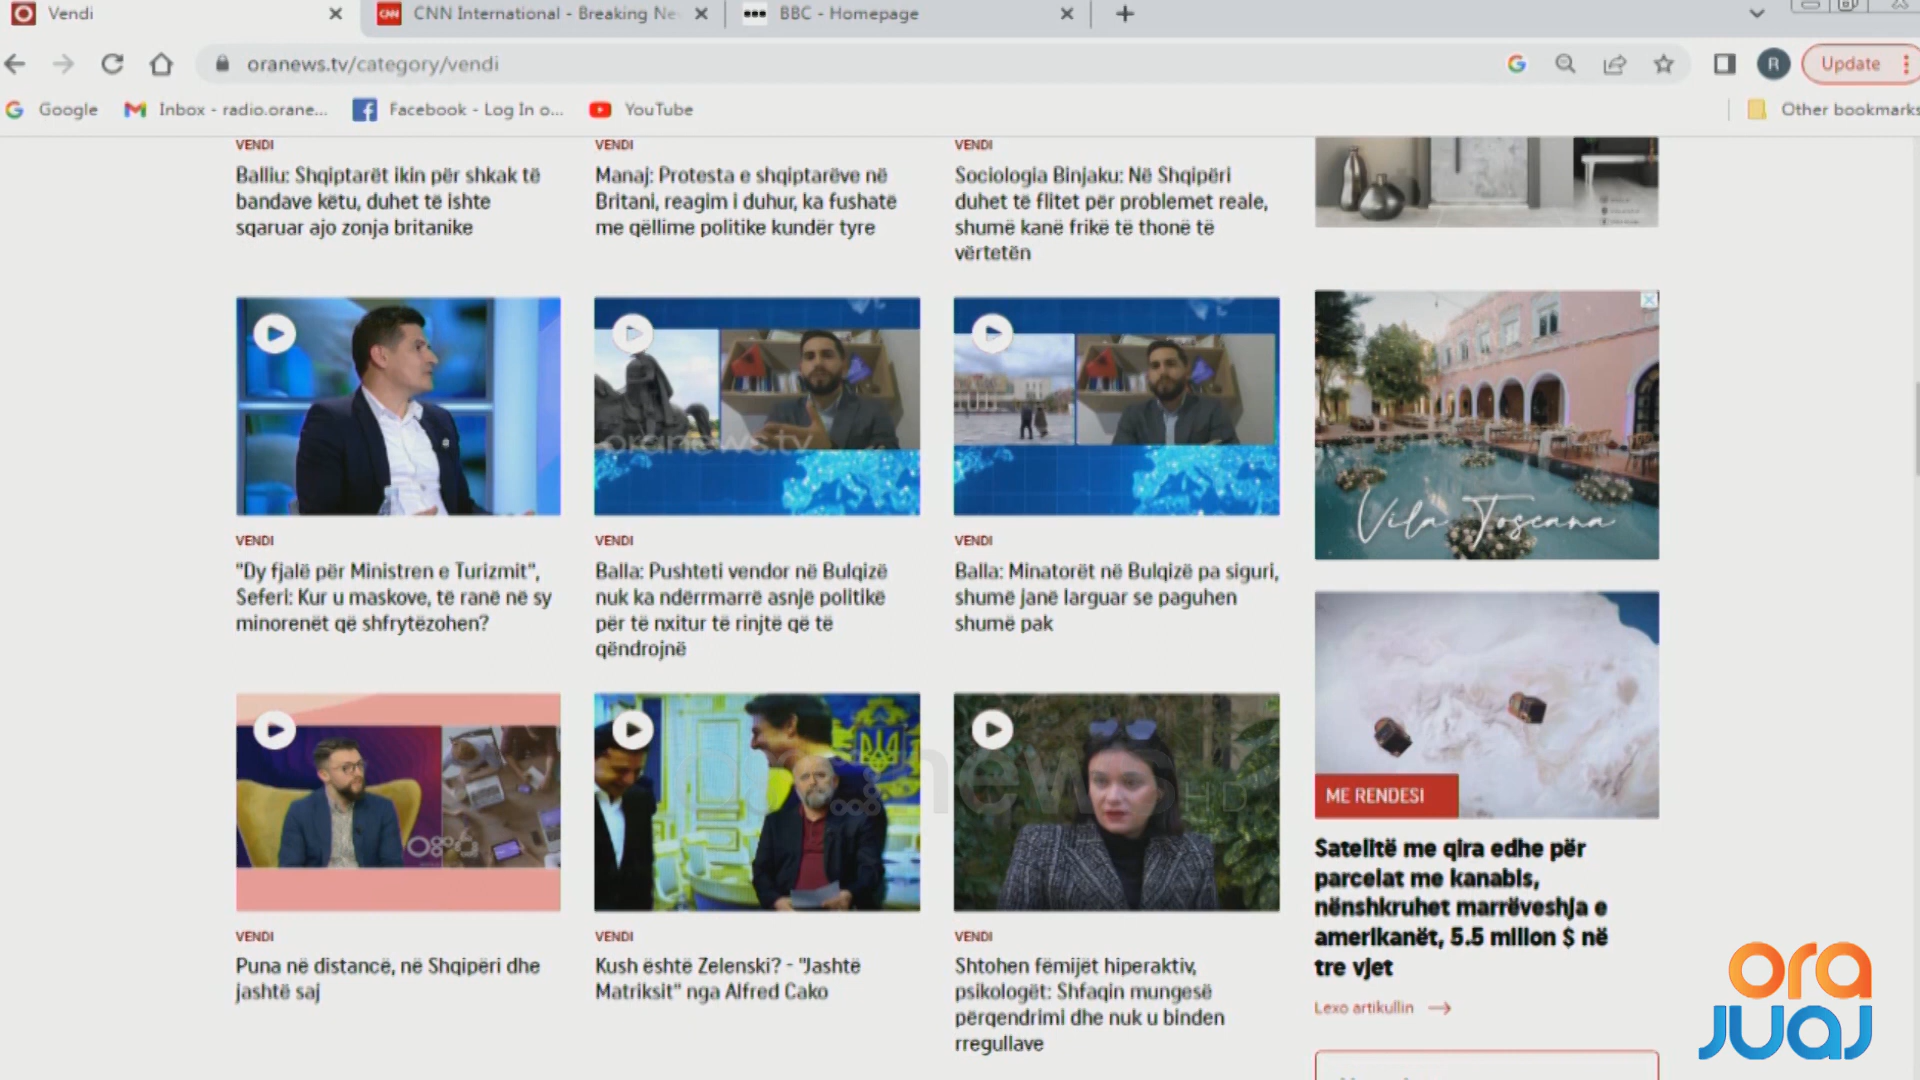 Vendi
CNN International - Breaking Ne
BBC - Homepage
oranews.tv/category/vendi
R
Update
Google
Inbox - radio.orane...
Facebook - Log In o...
YouTube
Other bookmarks
VENDI
Balliu: Shqiptarët ikin për shkak të
bandave këtu, duhet të ishte
sqaruar ajo zonja britanike
VENDI
Manaj: Protesta e shqiptarëve në
Britani, reagim i duhur, ka fushatë
me qëllime politike kundër tyre
VENDI
Sociologia Binjaku: Në Shqipëri
duhet të flitet për problemet reale,
shumë kanë frikë të thonë të
vërtetën
oranews.tv
Vila Toscana
VENDI
"Dy fjalë për Ministren e Turizmit",
Seferi: Kur u maskove, të ranë në sy
minorenët që shfrytëzohen?
VENDI
Balla: Pushteti vendor në Bulqizë
nuk ka ndërrmarrë asnjë politikë
për të nxitur të rinjtë që të
qëndrojnë
VENDI
Balla: Minatorët në Bulqizë pa siguri,
shumë janë larguar se paguhen
shumë pak
ME RENDESI
Satelitë me qira edhe për
parcelat me kanabis,
nënshkruhet marrëveshja e
amerikanët, 5.5 milion $ në
tre vjet
Lexo artikullin
VENDI
Puna në distancë, në Shqipëri dhe
jashtë saj
VENDI
Kush është Zelenski? - "Jashtë
Matriksit" nga Alfred Cako
VENDI
Shtohen fëmijët hiperaktiv,
psikologët: Shfaqin mungesë
përqendrimi dhe nuk u binden
rregullave
ora
juaj